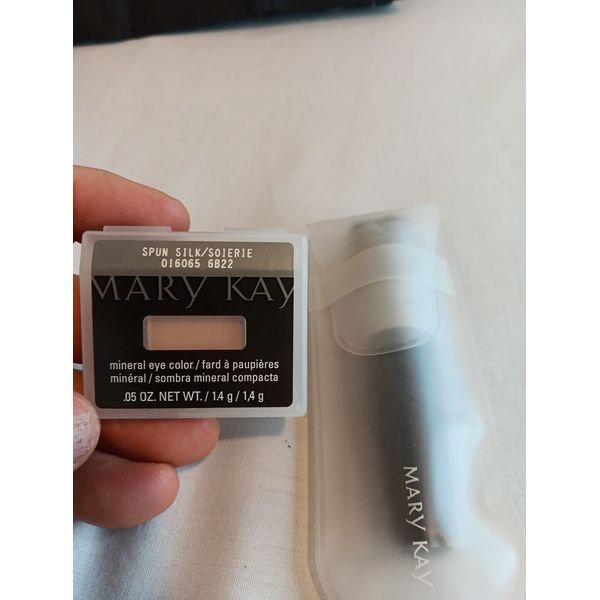 SPUN SILK/SOIERIE
016065 6B22
MARY KAY
mineral eye color / fard à paupières
minéral / sombra mineral compacta
.05 OZ. NET WT. / 1.4 g / 1,4 g
MARY KAY